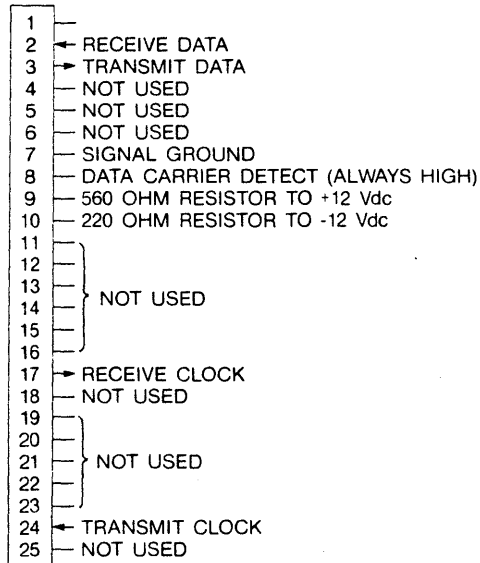 1
2 RECEIVE DATA
3 TRANSMIT DATA
4 NOT USED
5 NOT USED
6 NOT USED
7 SIGNAL GROUND
8 DATA CARRIER DETECT (ALWAYS HIGH)
9 560 OHM RESISTOR TO +12 Vdc
10 220 OHM RESISTOR TO -12 Vdc
11
12
13
14 NOT USED
15
16
17 RECEIVE CLOCK
18 NOT USED
19
20
21 NOT USED
22
23
24 TRANSMIT CLOCK
25 NOT USED